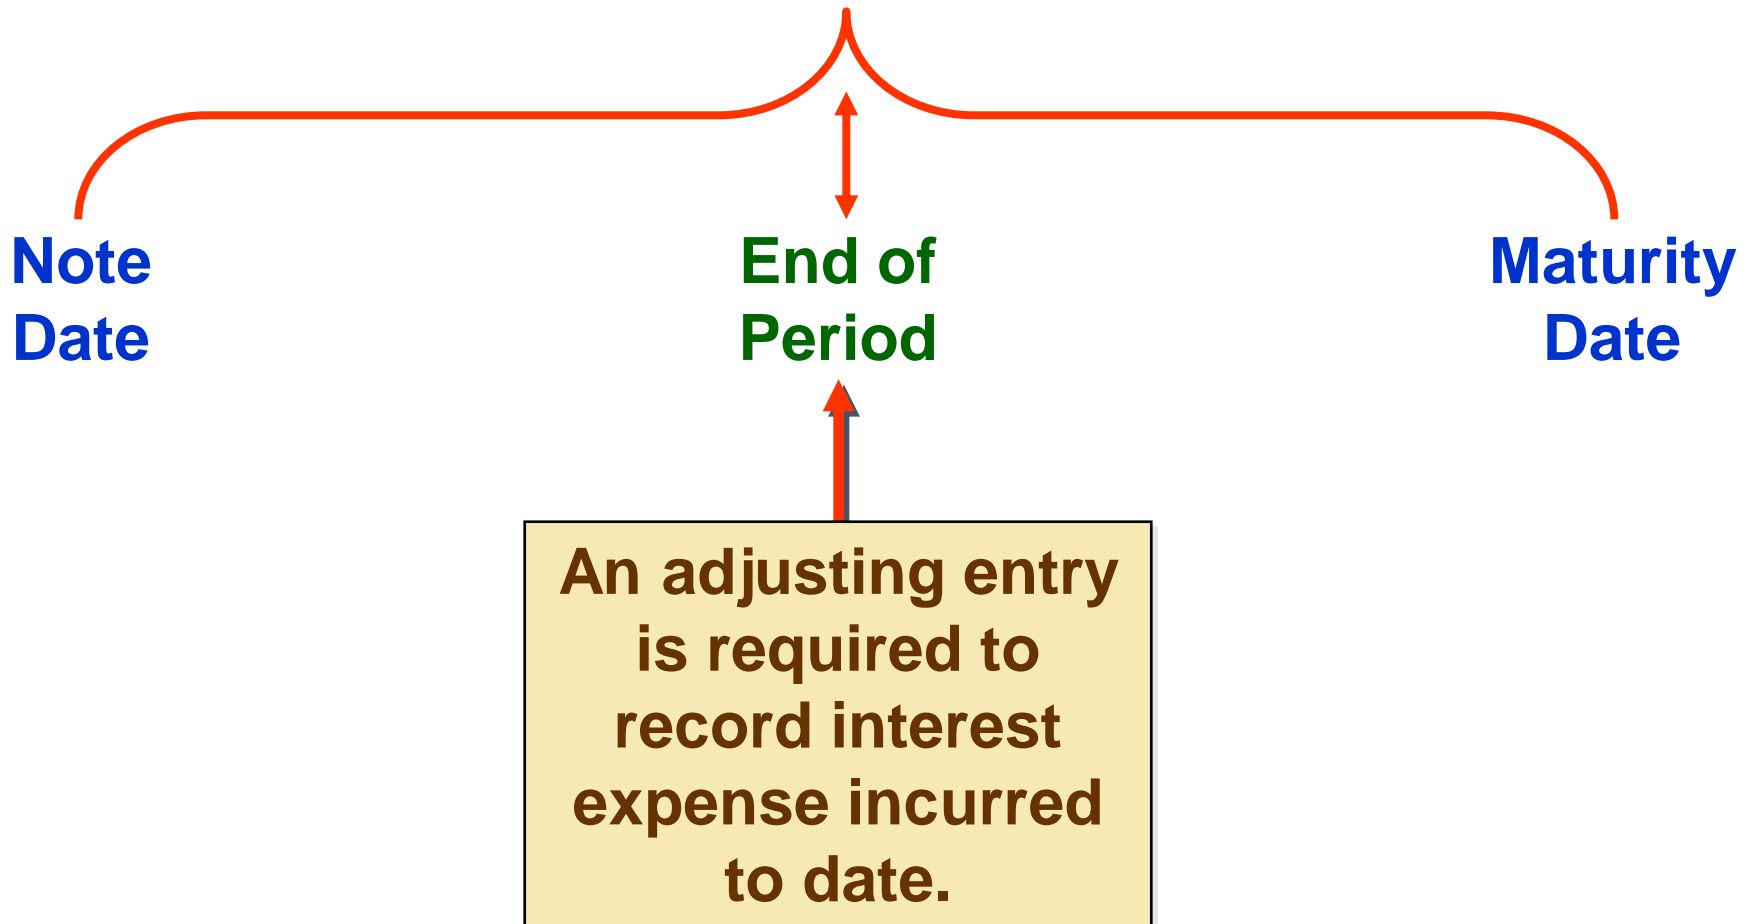 Note
Date
End of
Period
Maturity
Date
An adjusting entry
is required to
record interest
expense incurred
to date.